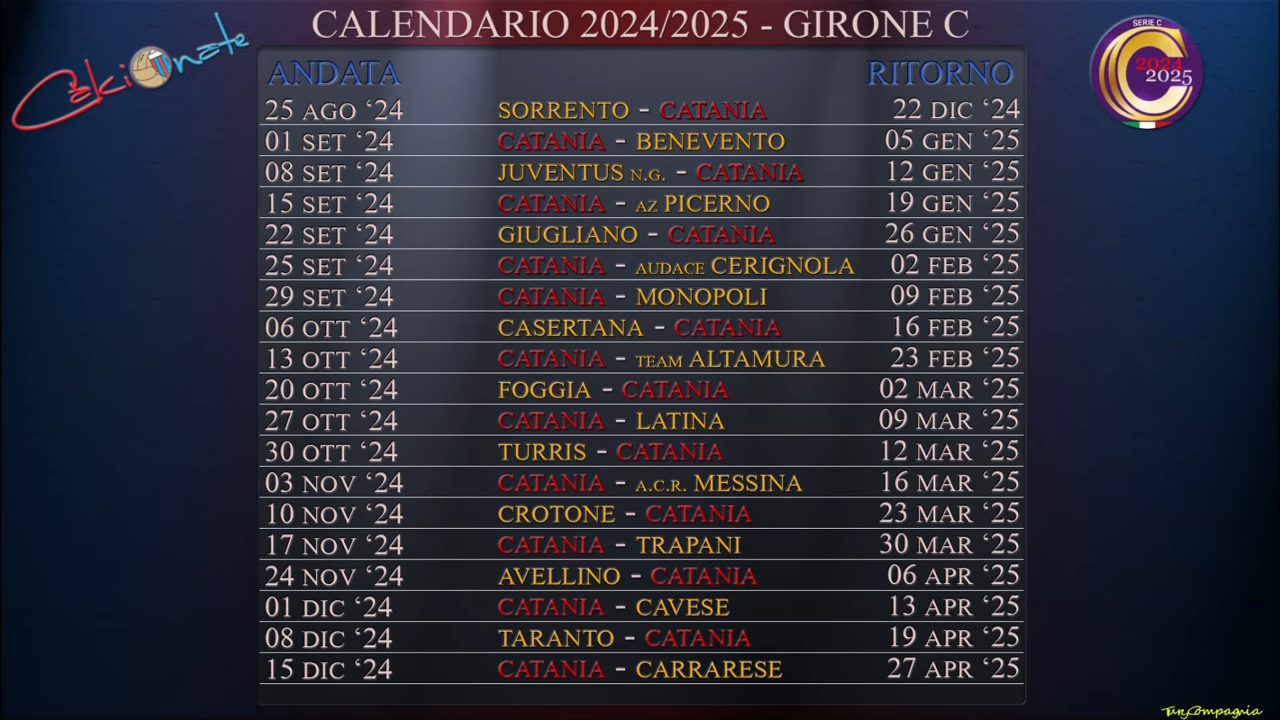 CALENDARIO 2024/2025 - GIRONE C
CalciOnate
SERIE C
2024
2025
ANDATA RITORNO
25 AGO ‘24 SORRENTO - CATANIA 22 DIC ‘24
01 SET ‘24 CATANIA - BENEVENTO 05 GEN ‘25
08 SET ‘24 JUVENTUS N.G. - CATANIA 12 GEN ‘25
15 SET ‘24 CATANIA - AZ PICERNO 19 GEN ‘25
22 SET ‘24 GIUGLIANO - CATANIA 26 GEN ‘25
25 SET ‘24 CATANIA - AUDACE CERIGNOLA 02 FEB ‘25
29 SET ‘24 CATANIA - MONOPOLI 09 FEB ‘25
06 OTT ‘24 CASERTANA - CATANIA 16 FEB ‘25
13 OTT ‘24 CATANIA - TEAM ALTAMURA 23 FEB ‘25
20 OTT ‘24 FOGGIA - CATANIA 02 MAR ‘25
27 OTT ‘24 CATANIA - LATINA 09 MAR ‘25
30 OTT ‘24 TURRIS - CATANIA 12 MAR ‘25
03 NOV ‘24 CATANIA - A.C.R. MESSINA 16 MAR ‘25
10 NOV ‘24 CROTONE - CATANIA 23 MAR ‘25
17 NOV ‘24 CATANIA - TRAPANI 30 MAR ‘25
24 NOV ‘24 AVELLINO - CATANIA 06 APR ‘25
01 DIC ‘24 CATANIA - CAVESE 13 APR ‘25
08 DIC ‘24 TARANTO - CATANIA 19 APR ‘25
15 DIC ‘24 CATANIA - CARRARESE 27 APR ‘25